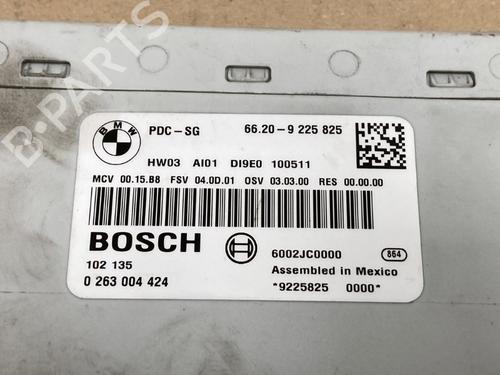 B-PARTS
BMW
PDC-SG 66.20-9 225 825
HW03 AI01 DI9E0 100511
MCV 00.15.B8 FSV 04.0D.01 OSV 03.03.00 RES 00.00.00
BOSCH
6002JC0000 864
102 135 Assembled in Mexico
0 263 004 424 *9225825 0000*